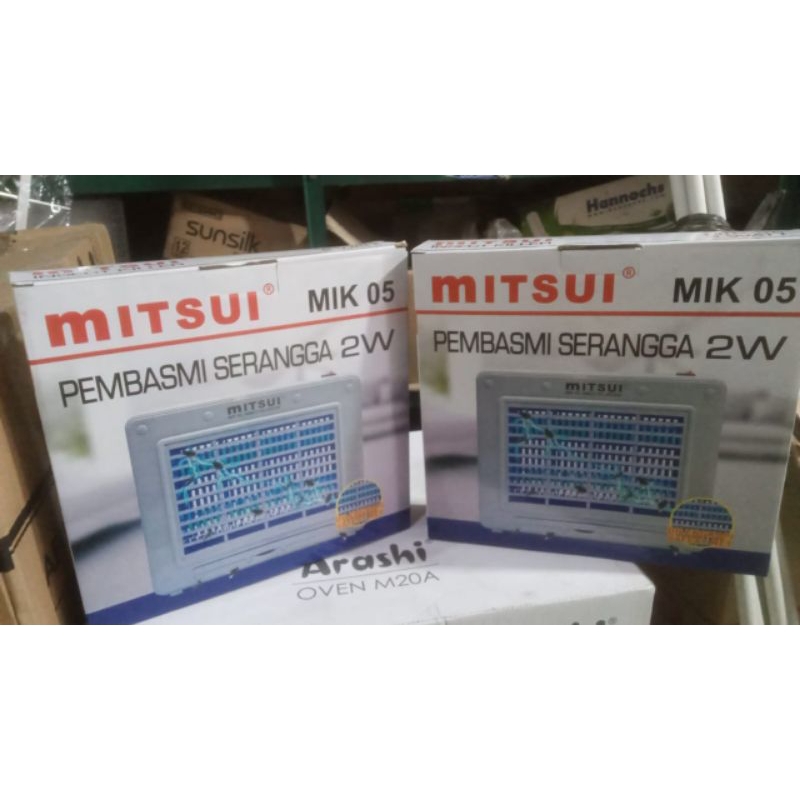 sunsilk
12
Hannochs
mITSUI® MIK 05
PEMBASMI SERANGGA 2W
mITSUI
mITSUI® MIK 05
PEMBASMI SERANGGA 2W
mITSUI
Arashi
OVEN M20A